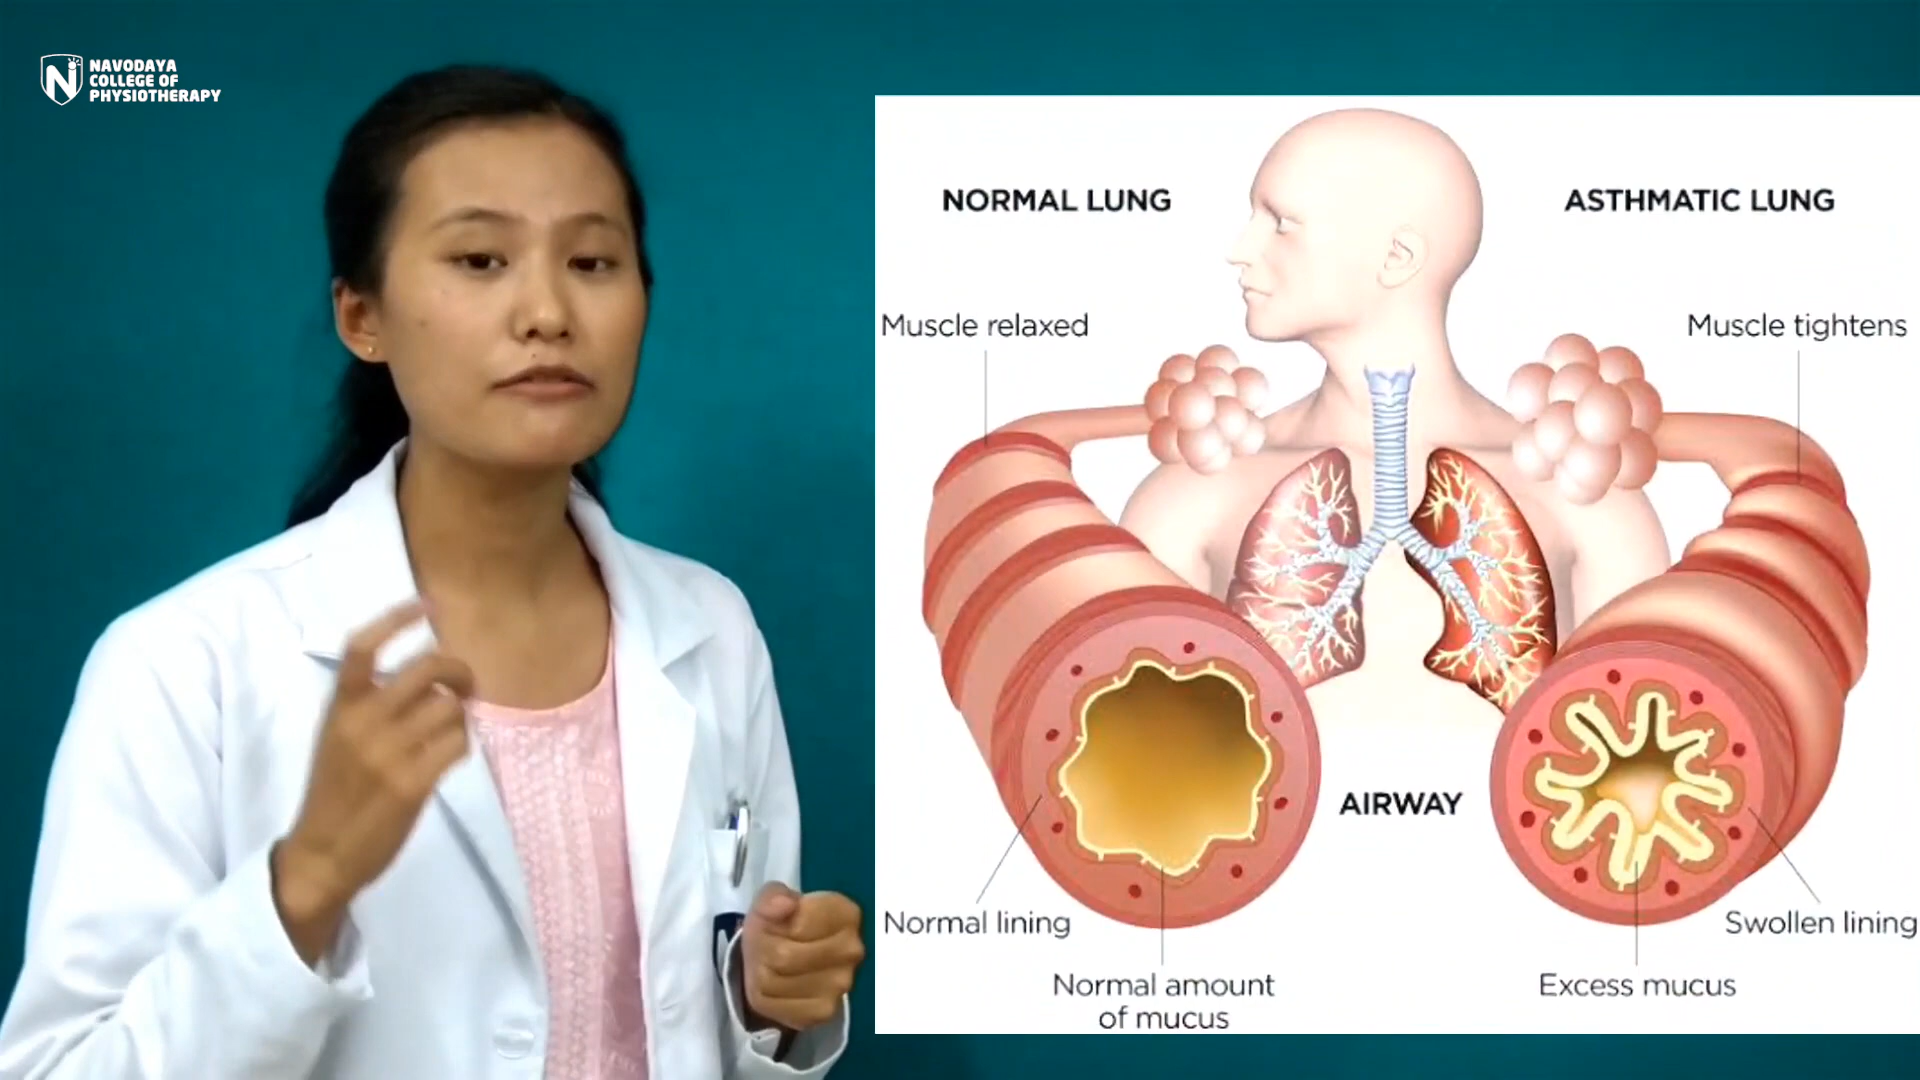 NAVODAYA
COLLEGE OF
PHYSIOTHERAPY
NORMAL LUNG
ASTHMATIC LUNG
Muscle relaxed
Muscle tightens
AIRWAY
Normal lining
Swollen lining
Normal amount
of mucus
Excess mucus